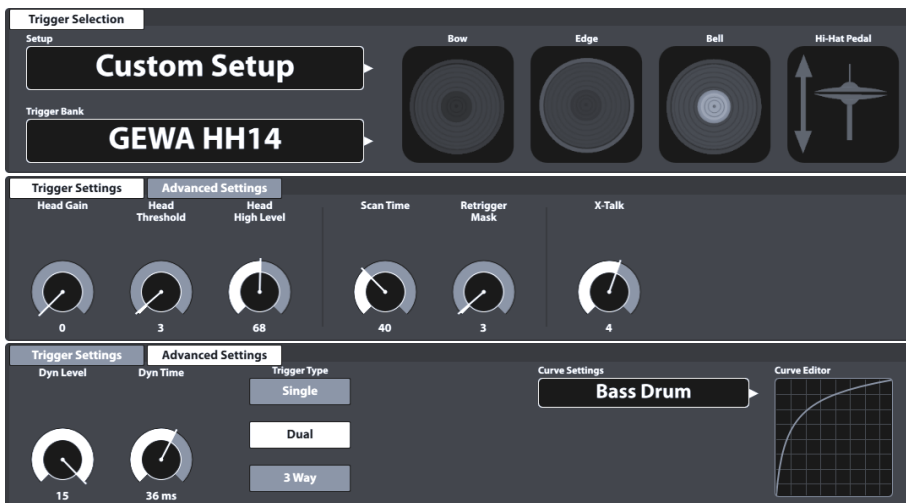 Trigger Selection
Setup
Custom Setup
Trigger Bank
GEWA HH14
Bow
Edge
Bell
Hi-Hat Pedal
Trigger Settings
Advanced Settings
Head Gain
Head
Threshold
Head
High Level
Scan Time
Retrigger
Mask
X-Talk
0
3
68
40
3
4
Trigger Settings
Advanced Settings
Dyn Level
Dyn Time
Trigger Type
Single
Dual
3 Way
15
36 ms
Curve Settings
Bass Drum
Curve Editor